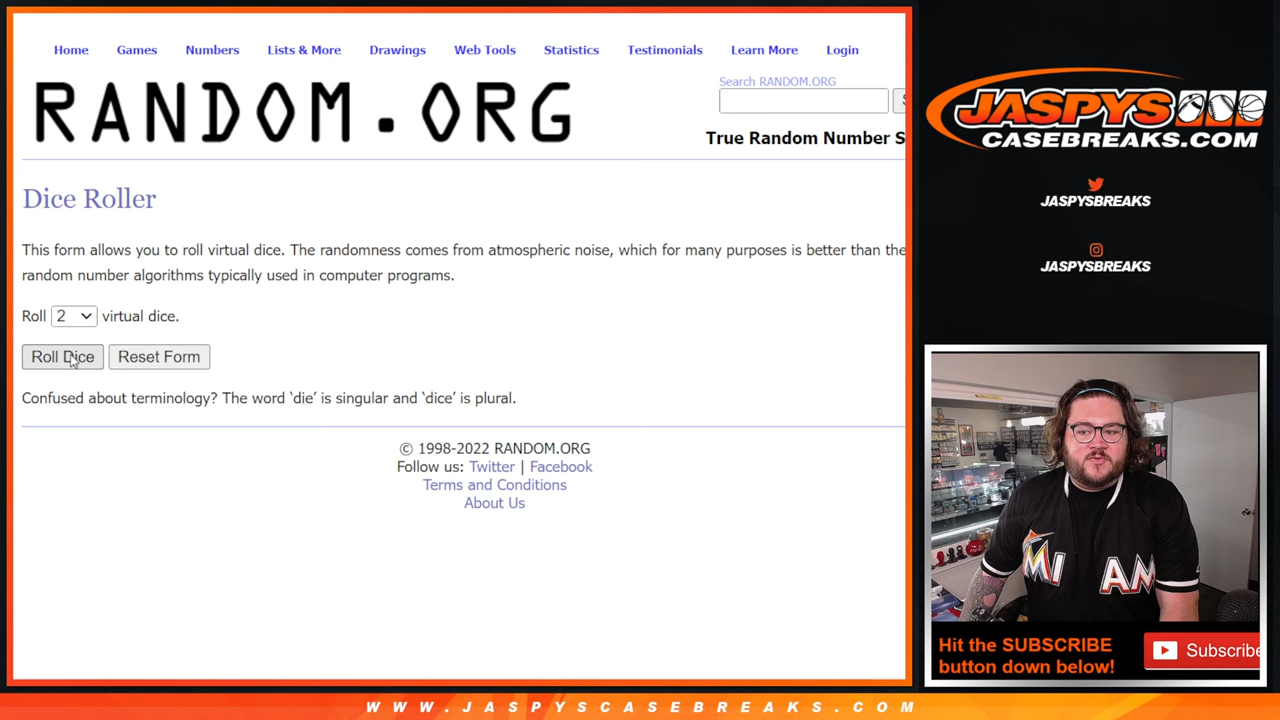 Home Games Numbers Lists & More Drawings Web Tools Statistics Testimonials Learn More Login
RANDOM.ORG
Search RANDOM.ORG
True Random Number S
Dice Roller
This form allows you to roll virtual dice. The randomness comes from atmospheric noise, which for many purposes is better than the
random number algorithms typically used in computer programs.
Roll 2 virtual dice.
Roll Dice Reset Form
Confused about terminology? The word ‘die’ is singular and ‘dice’ is plural.
© 1998-2022 RANDOM.ORG
Follow us: Twitter | Facebook
Terms and Conditions
About Us
JASPYS
CASEBREAKS.COM
JASPYSBREAKS
JASPYSBREAKS
MIAM
Hit the SUBSCRIBE
button down below!
Subscribe
WWW.JASPYSCASEBREAKS.COM